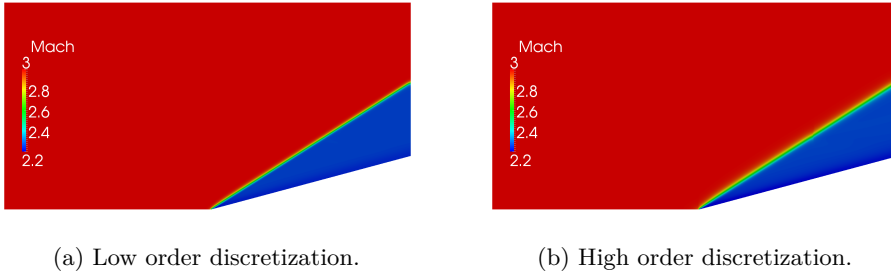 Mach
3
2.8
2.6
2.4
2.2
Mach
3
2.8
2.6
2.4
2.2
(a) Low order discretization.
(b) High order discretization.